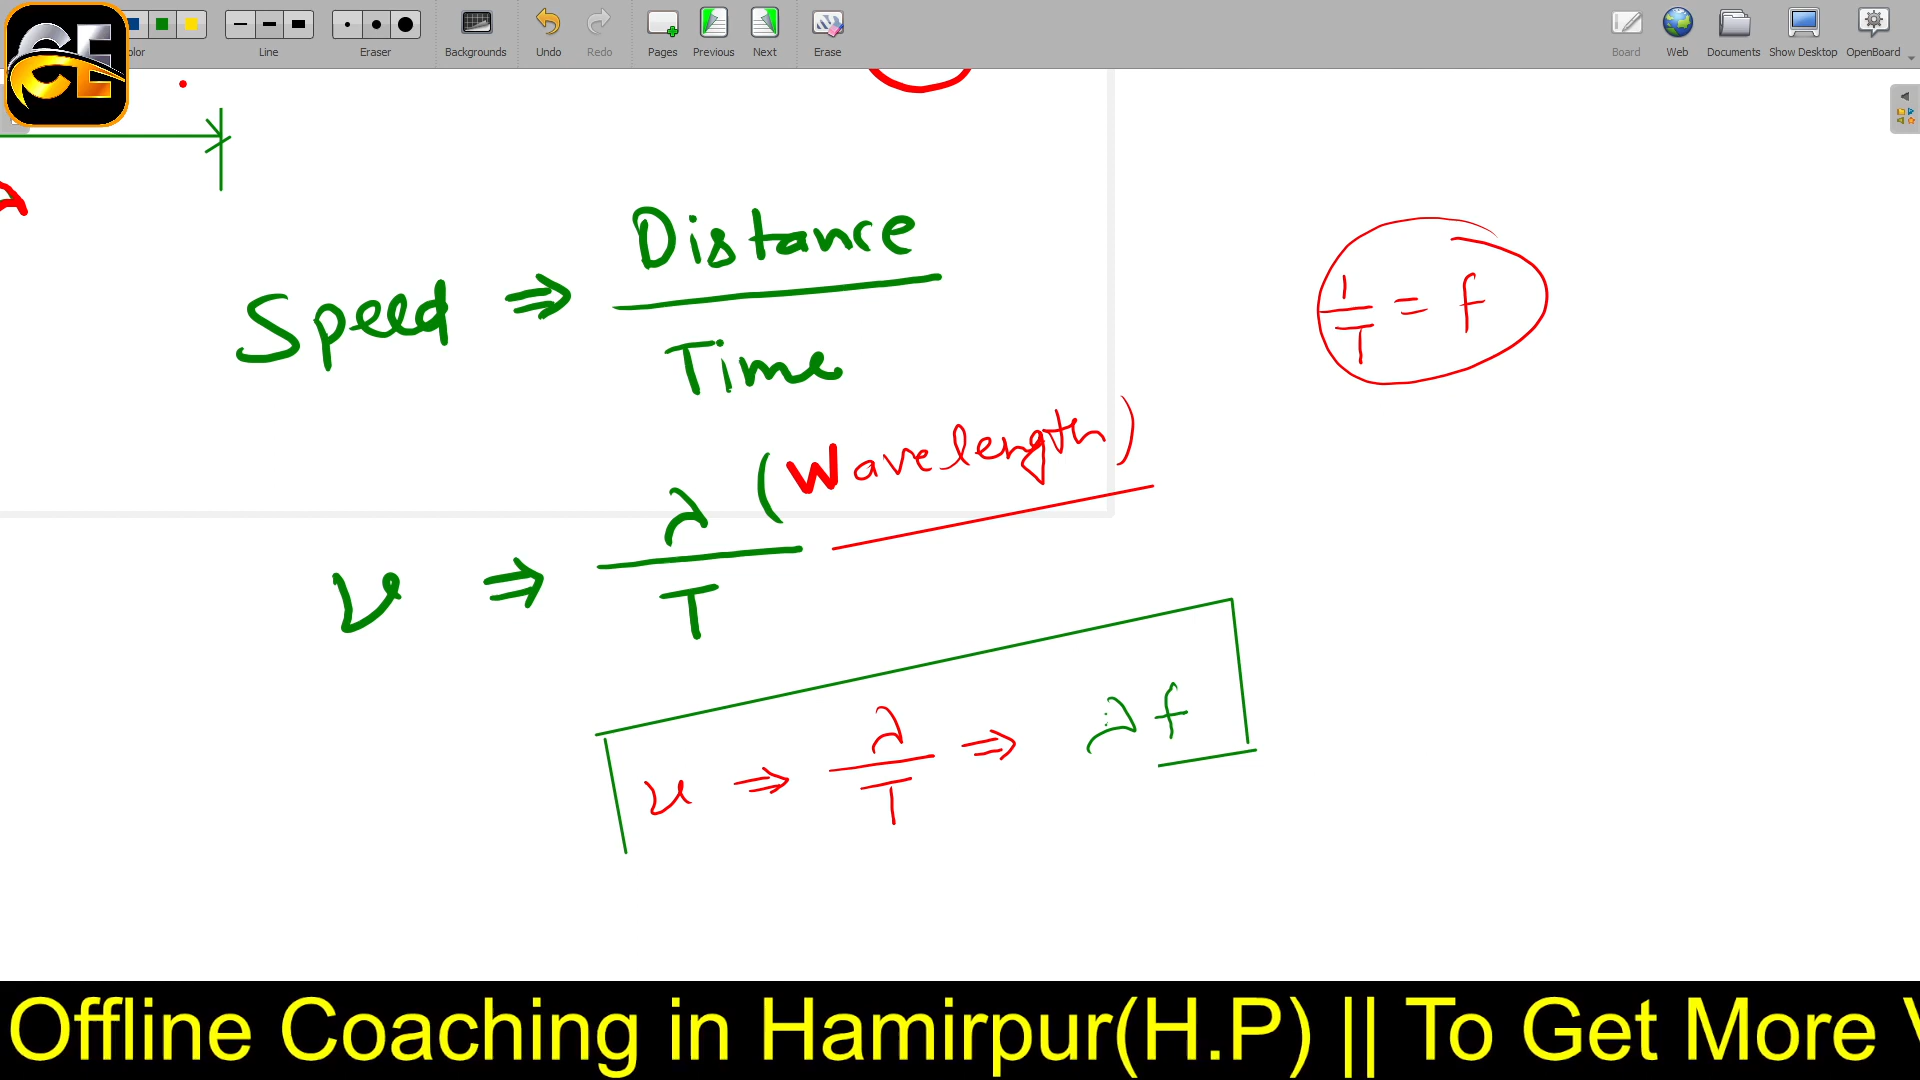 CE
olor
Line
Eraser
Backgrounds
Undo
Redo
Pages
Previous
Next
Erase
Board
Web
Documents
Show Desktop
OpenBoard
λ
Speed ⇒ Distance
Time
1/T = f
ν ⇒ λ/T (Wavelength)
ν ⇒ λ/T ⇒ λf
Offline Coaching in Hamirpur(H.P) || To Get More